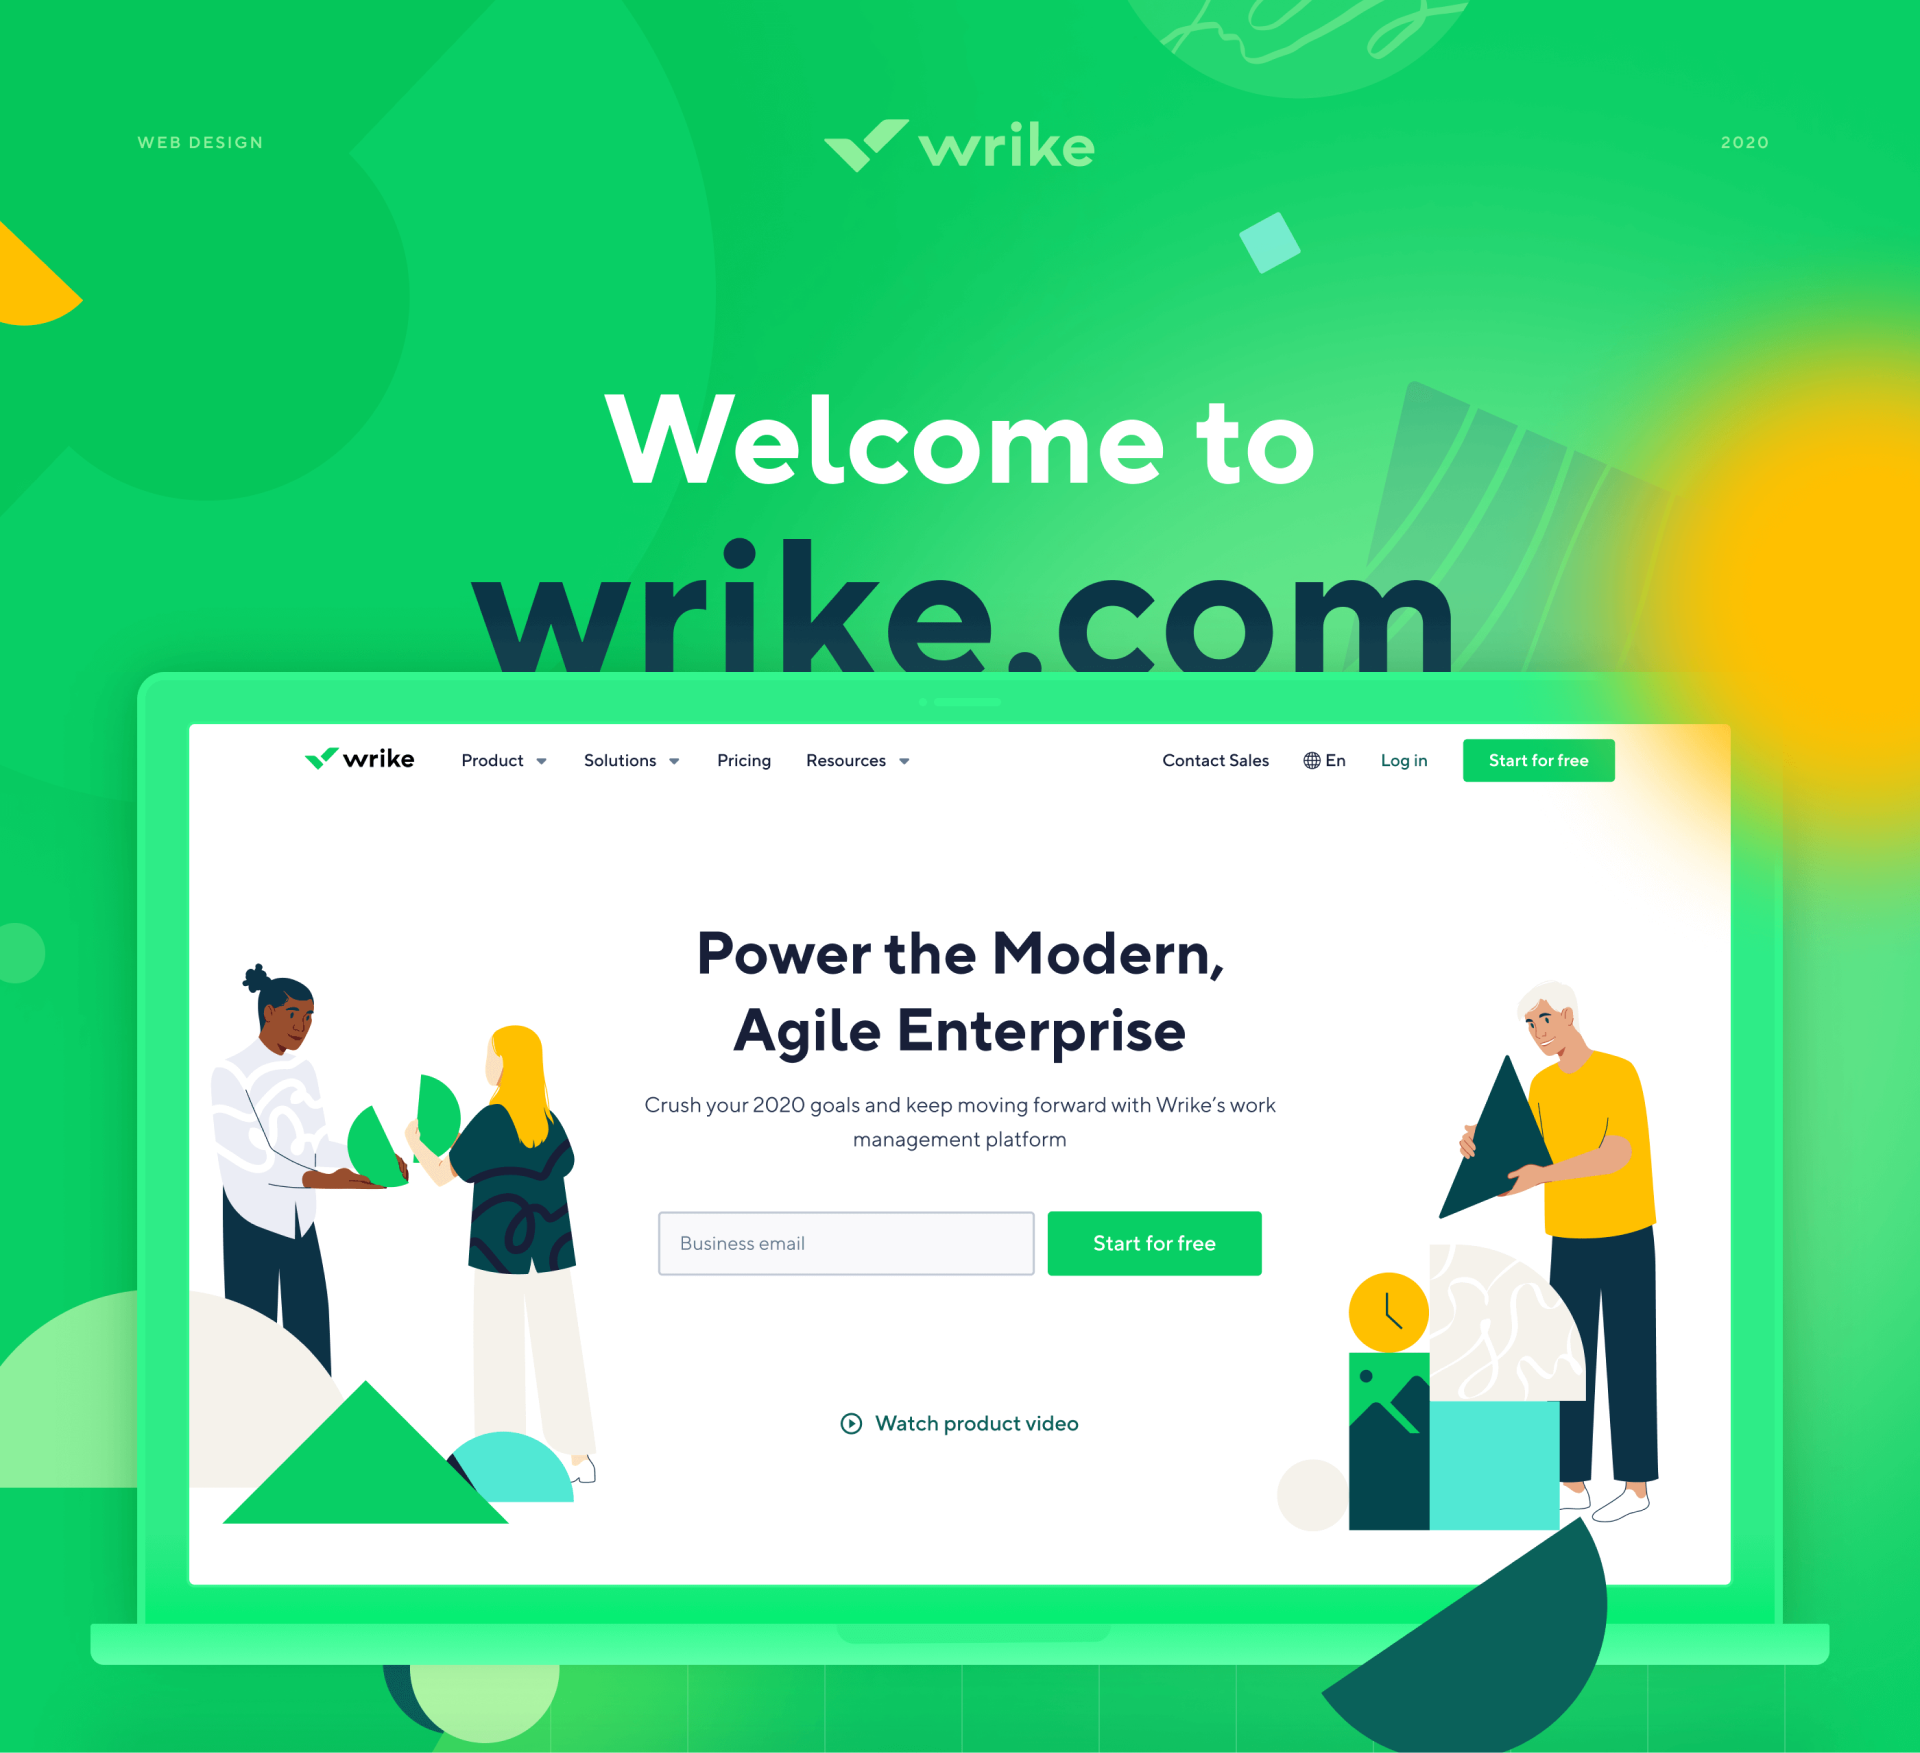 WEB DESIGN
wrike
2020
Welcome to
wrike.com
wrike
Product
Solutions
Pricing
Resources
Contact Sales
En
Log in
Start for free
Power the Modern,
Agile Enterprise
Crush your 2020 goals and keep moving forward with Wrike’s work
management platform
Business email
Start for free
Watch product video